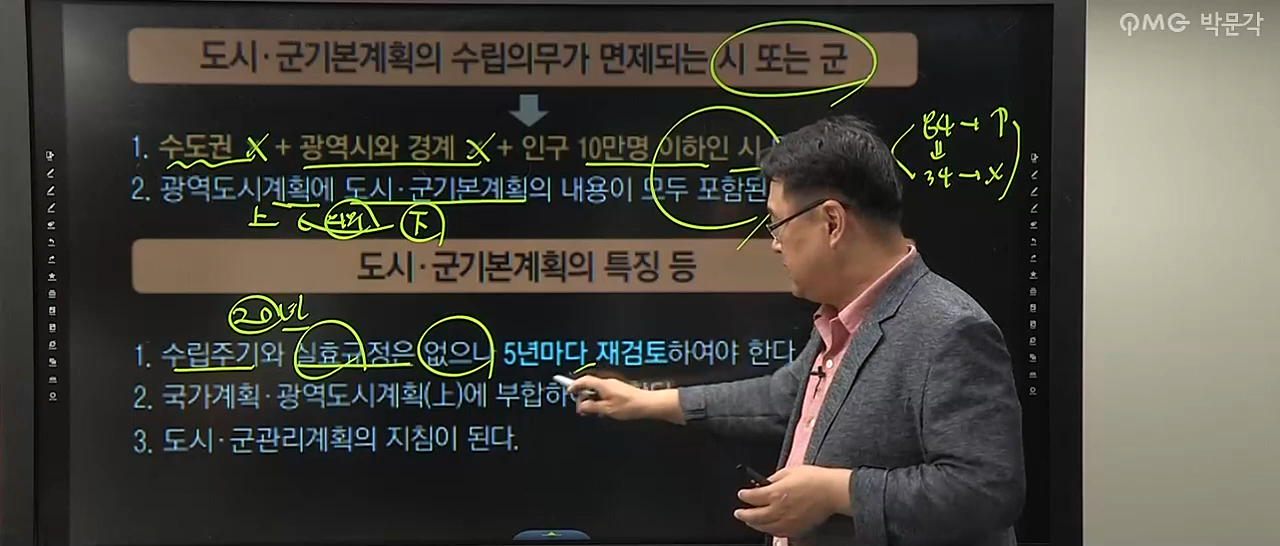 QMG 박문각
도시·군기본계획의 수립의무가 면제되는 시 또는 군
1. 수도권 X + 광역시와 경계 X + 인구 10만명 이하인 시
84 → ↑
34 → X
2. 광역도시계획에 도시·군기본계획의 내용이 모두 포함된
上 下
도시·군기본계획의 특징 등
20년
1. 수립주기와 실효규정은 없으나 5년마다 재검토하여야 한다
2. 국가계획·광역도시계획(上)에 부합하
3. 도시·군관리계획의 지침이 된다.